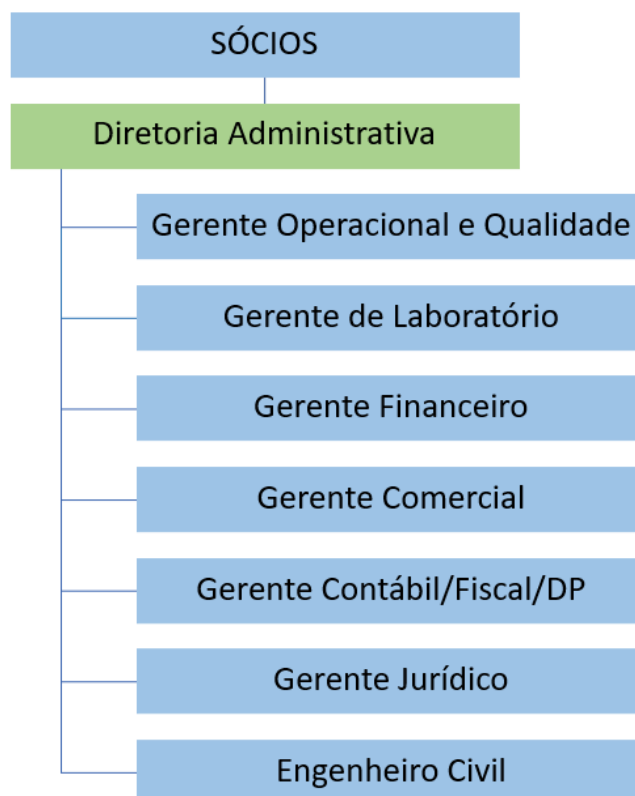 SÓCIOS
Diretoria Administrativa
Gerente Operacional e Qualidade
Gerente de Laboratório
Gerente Financeiro
Gerente Comercial
Gerente Contábil/Fiscal/DP
Gerente Jurídico
Engenheiro Civil